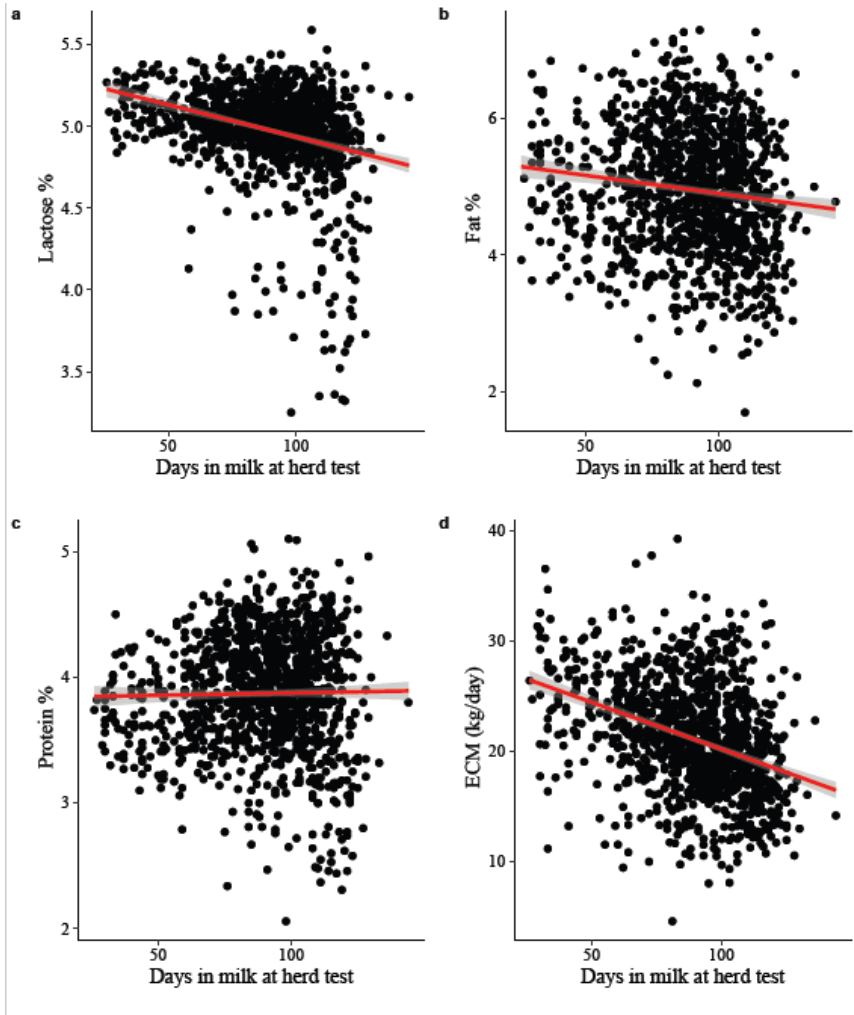 a
5.5
5.0
4.5
4.0
3.5
Lactose %
50
100
Days in milk at herd test
b
6
4
2
Fat %
50
100
Days in milk at herd test
c
5
4
3
2
Protein %
50
100
Days in milk at herd test
d
40
30
20
10
ECM (kg/day)
50
100
Days in milk at herd test